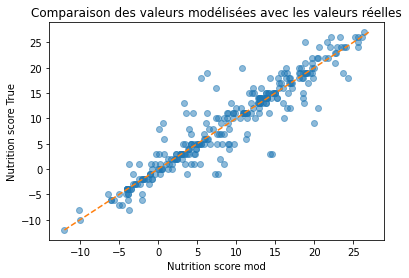 Comparaison des valeurs modélisées avec les valeurs réelles
Nutrition score True
25
20
15
10
5
0
−5
−10
−10 −5 0 5 10 15 20 25
Nutrition score mod